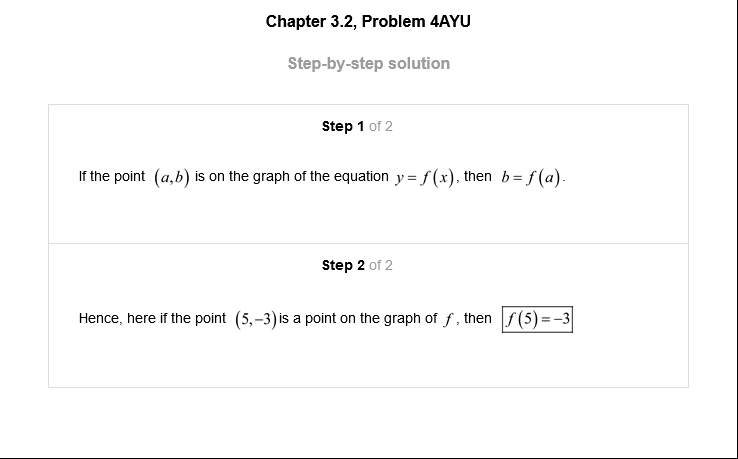 Chapter 3.2, Problem 4AYU
Step-by-step solution
Step 1 of 2
If the point (a,b) is on the graph of the equation y = f(x), then b = f(a).
Step 2 of 2
Hence, here if the point (5,−3) is a point on the graph of f, then f(5) = −3